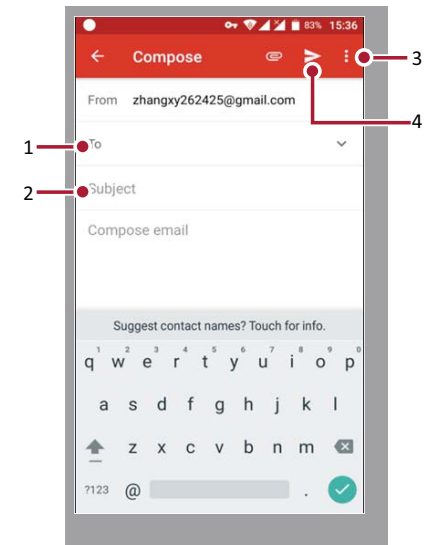 83% 15:36
Compose
3
From zhangxy262425@gmail.com
4
1
To
2
Subject
Compose email
Suggest contact names? Touch for info.
1 2 3 4 5 6 7 8 9 0
q w e r t y u i o p
a s d f g h j k l
z x c v b n m
?123 @ .